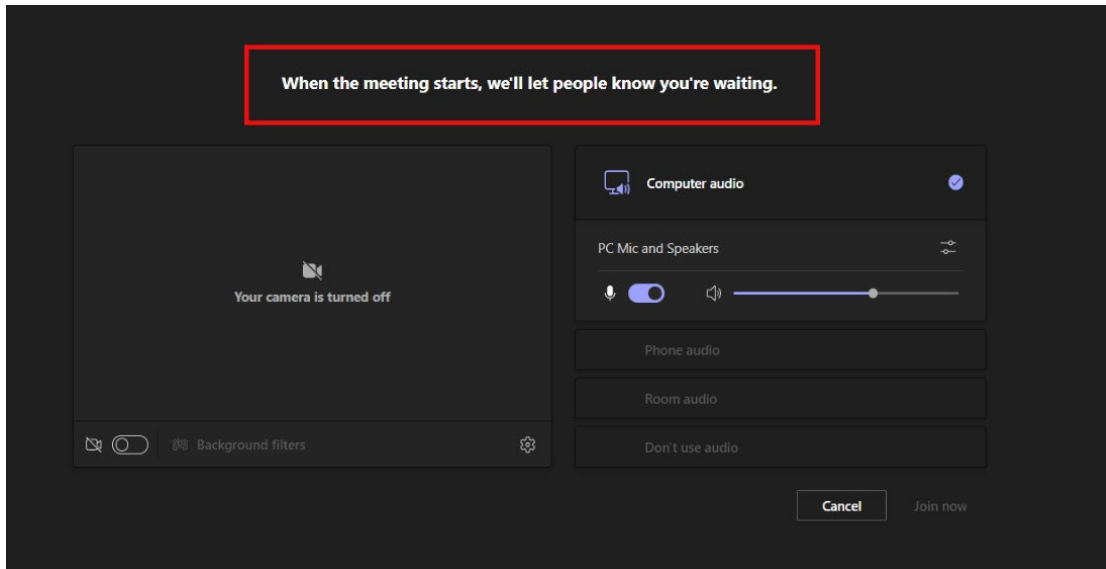 When the meeting starts, we'll let people know you're waiting.
Your camera is turned off
Background filters
Computer audio
PC Mic and Speakers
Phone audio
Room audio
Don't use audio
Cancel
Join now